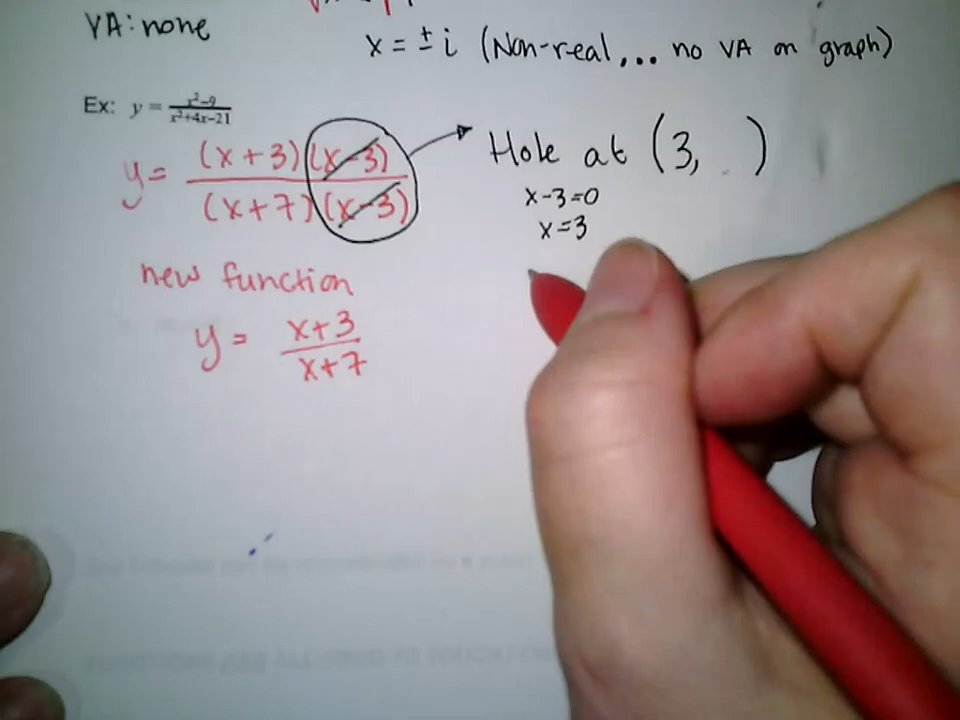 VA: none
x = ± i (Non-real... no VA on graph)
Ex: y = x²-9 / x²+4x-21
y = (x+3)(x-3) / (x+7)(x-3)
Hole at (3, )
x-3=0
x=3
new function
y = x+3 / x+7